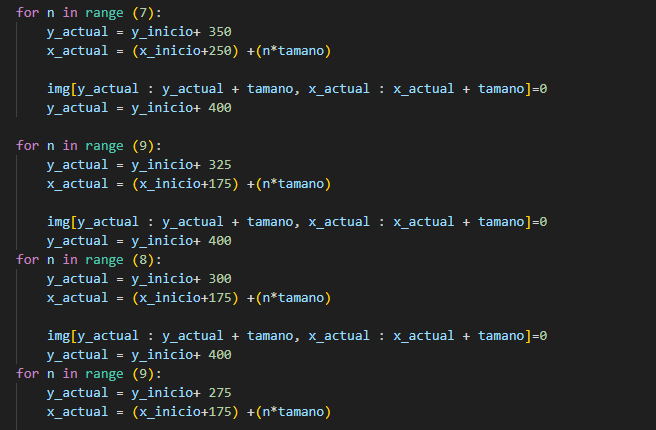 for n in range (7):
    y_actual = y_inicio+ 350
    x_actual = (x_inicio+250) +(n*tamano)

    img[y_actual : y_actual + tamano, x_actual : x_actual + tamano]=0
    y_actual = y_inicio+ 400

for n in range (9):
    y_actual = y_inicio+ 325
    x_actual = (x_inicio+175) +(n*tamano)

    img[y_actual : y_actual + tamano, x_actual : x_actual + tamano]=0
    y_actual = y_inicio+ 400
for n in range (8):
    y_actual = y_inicio+ 300
    x_actual = (x_inicio+175) +(n*tamano)

    img[y_actual : y_actual + tamano, x_actual : x_actual + tamano]=0
    y_actual = y_inicio+ 400
for n in range (9):
    y_actual = y_inicio+ 275
    x_actual = (x_inicio+175) +(n*tamano)